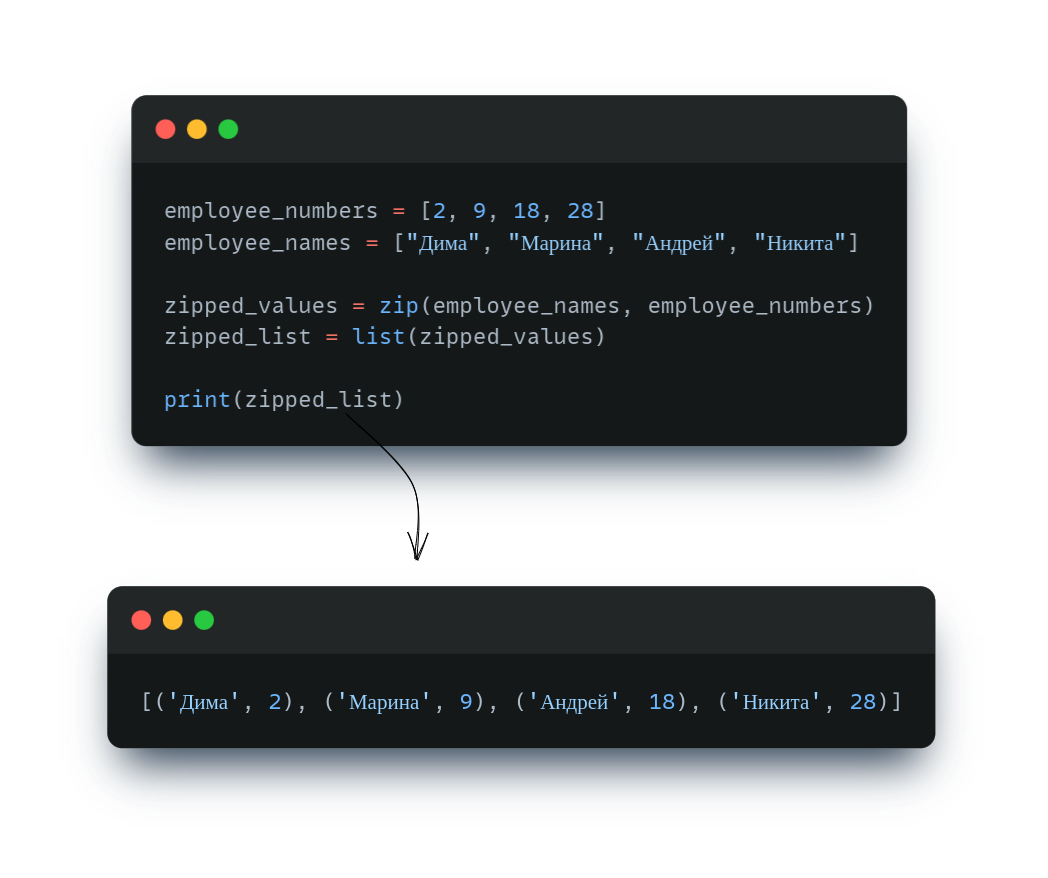 employee_numbers = [2, 9, 18, 28]
employee_names = ["Дима", "Марина", "Андрей", "Никита"]
zipped_values = zip(employee_names, employee_numbers)
zipped_list = list(zipped_values)
print(zipped_list)
[('Дима', 2), ('Марина', 9), ('Андрей', 18), ('Никита', 28)]